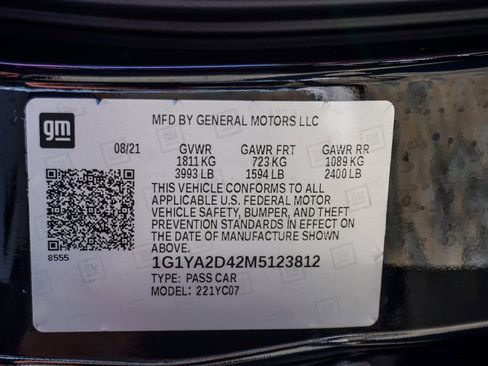 gm
MFD BY GENERAL MOTORS LLC
08/21 GVWR GAWR FRT GAWR RR
1811 KG 723 KG 1089 KG
3993 LB 1594 LB 2400 LB
THIS VEHICLE CONFORMS TO ALL
APPLICABLE U.S. FEDERAL MOTOR
VEHICLE SAFETY, BUMPER, AND THEFT
PREVENTION STANDARDS IN EFFECT ON
THE DATE OF MANUFACTURE SHOWN
ABOVE.
8555
1G1YA2D42M5123812
TYPE: PASS CAR
MODEL: 221YC07